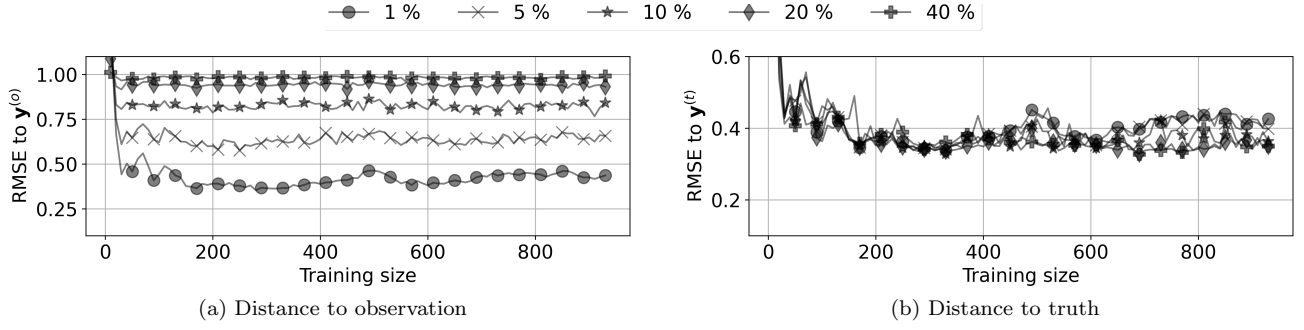 1 % 5 % 10 % 20 % 40 %
RMSE to y(o)
1.00
0.75
0.50
0.25
0 200 400 600 800
Training size
(a) Distance to observation
RMSE to y(t)
0.6
0.4
0.2
0 200 400 600 800
Training size
(b) Distance to truth